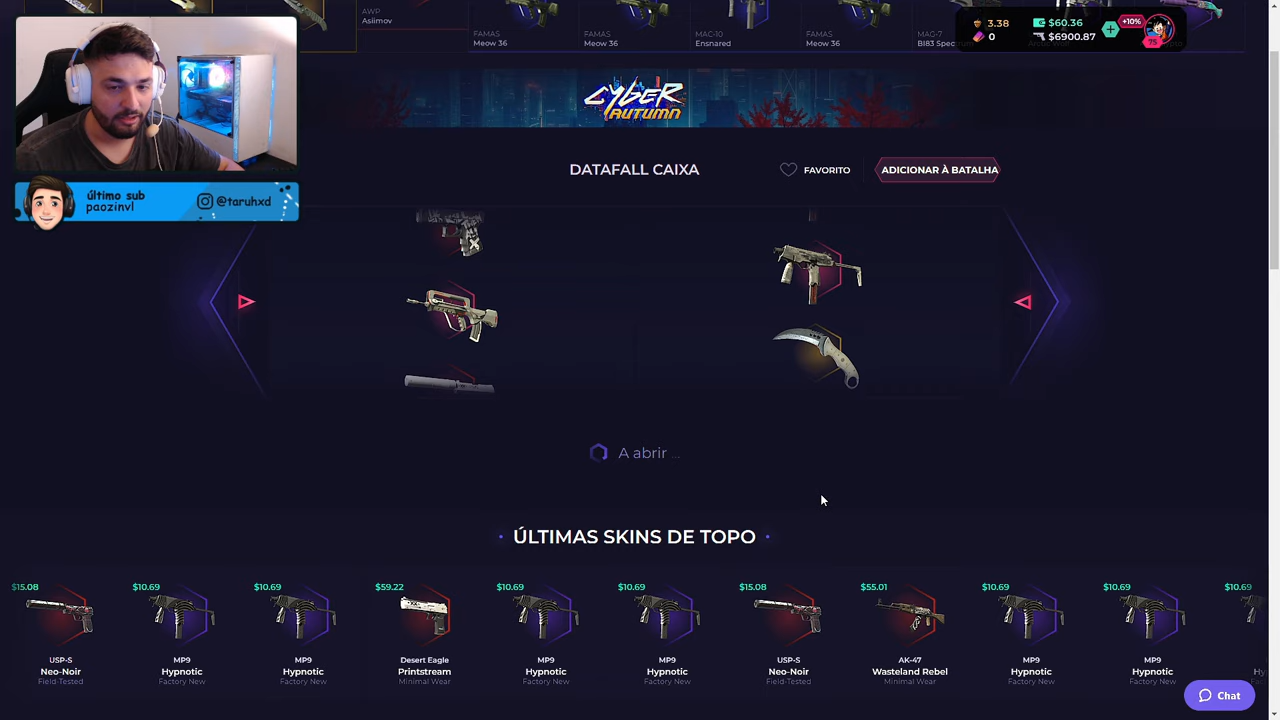 AWP
Asiimov
FAMAS
Meow 36
FAMAS
Meow 36
MAC-10
Ensnared
FAMAS
Meow 36
MAG-7
3.38
0
$60.36
$6900.87
+10%
75
último sub
paozinvl
@taruhxd
CYBER
AUTUMN
DATAFALL CAIXA
FAVORITO
ADICIONAR À BATALHA
A abrir ...
• ÚLTIMAS SKINS DE TOPO •
$15.08
USP-S
Neo-Noir
Field-Tested
$10.69
MP9
Hypnotic
Factory New
$10.69
MP9
Hypnotic
Factory New
$59.22
Desert Eagle
Printstream
Minimal Wear
$10.69
MP9
Hypnotic
Factory New
$10.69
MP9
Hypnotic
Factory New
$15.08
USP-S
Neo-Noir
Field-Tested
$55.01
AK-47
Wasteland Rebel
Minimal Wear
$10.69
MP9
Hypnotic
Factory New
$10.69
MP9
Hypnotic
Factory New
$10.69
Chat